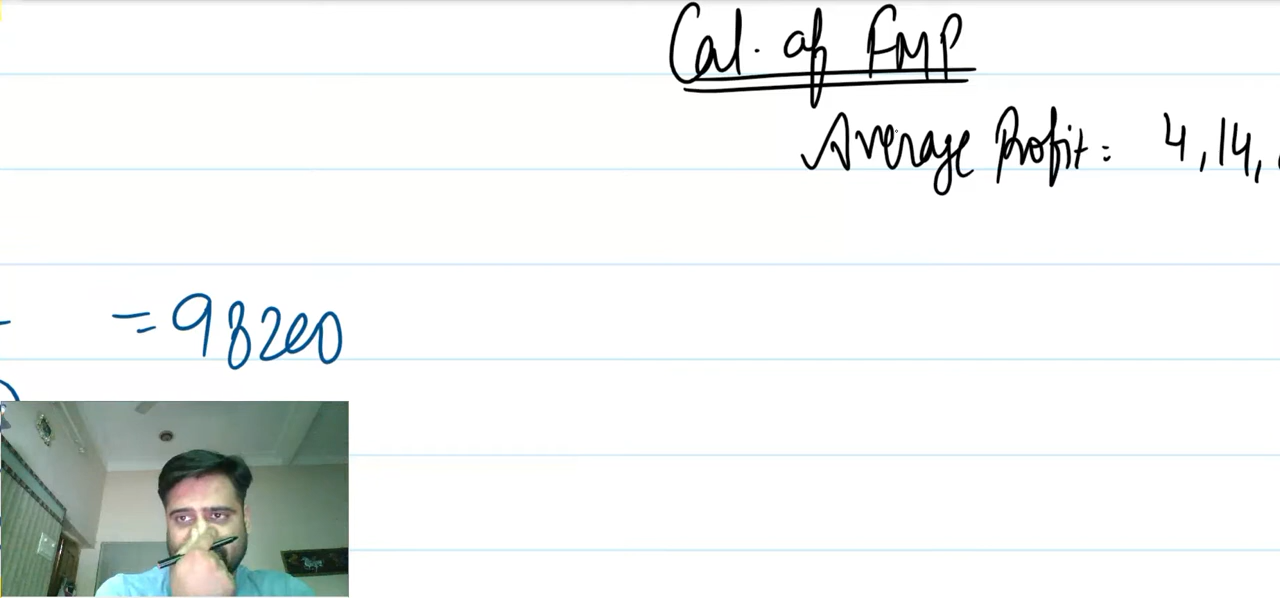 Cal. of FMP
Average Profit = 4,14,
= 98200